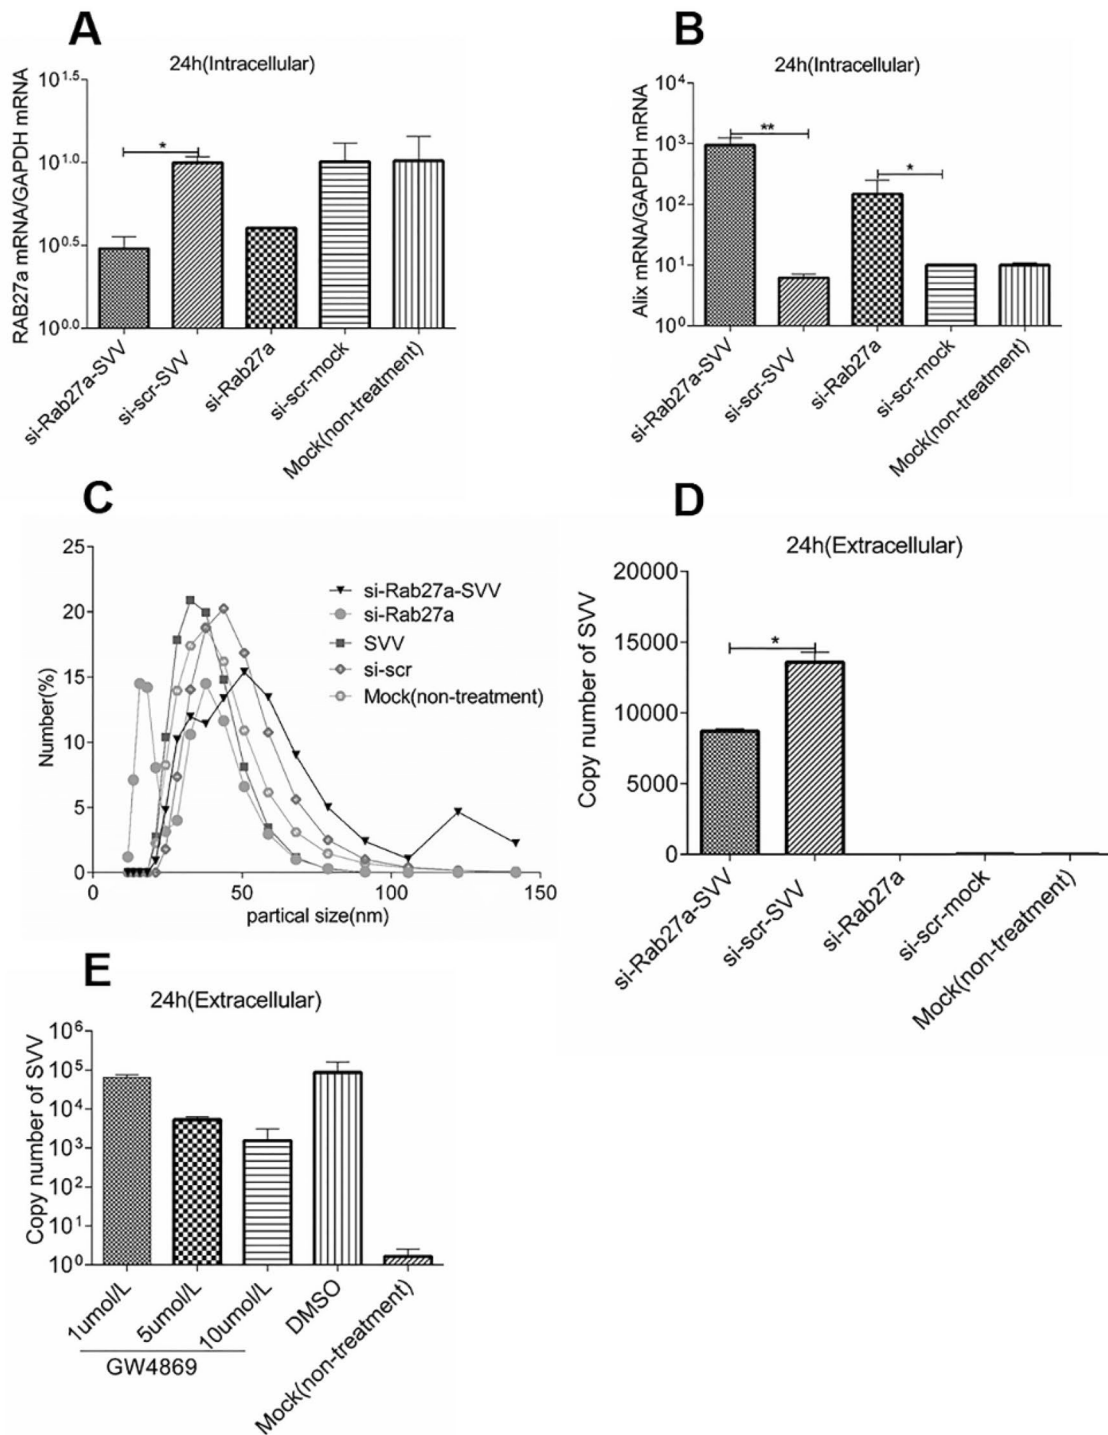 A
24h(Intracellular)
RAB27a mRNA/GAPDH mRNA
10^1.5
10^1.0
10^0.5
10^0.0
*
si-Rab27a-SVV
si-scr-SVV
si-Rab27a
si-scr-mock
Mock(non-treatment)
B
24h(Intracellular)
Alix mRNA/GAPDH mRNA
10^4
10^3
10^2
10^1
10^0
**
*
si-Rab27a-SVV
si-scr-SVV
si-Rab27a
si-scr-mock
Mock(non-treatment)
C
Number(%)
25
20
15
10
5
0
0 50 100 150
partical size(nm)
si-Rab27a-SVV
si-Rab27a
SVV
si-scr
Mock(non-treatment)
D
24h(Extracellular)
Copy number of SVV
20000
15000
10000
5000
0
*
si-Rab27a-SVV
si-scr-SVV
si-Rab27a
si-scr-mock
Mock(non-treatment)
E
24h(Extracellular)
Copy number of SVV
10^6
10^5
10^4
10^3
10^2
10^1
10^0
1umol/L
5umol/L
10umol/L
DMSO
Mock(non-treatment)
GW4869